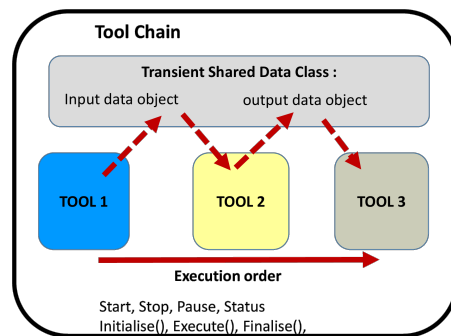 Tool Chain
Transient Shared Data Class :
Input data object
output data object
TOOL 1
TOOL 2
TOOL 3
Execution order
Start, Stop, Pause, Status
Initialise(), Execute(), Finalise(),